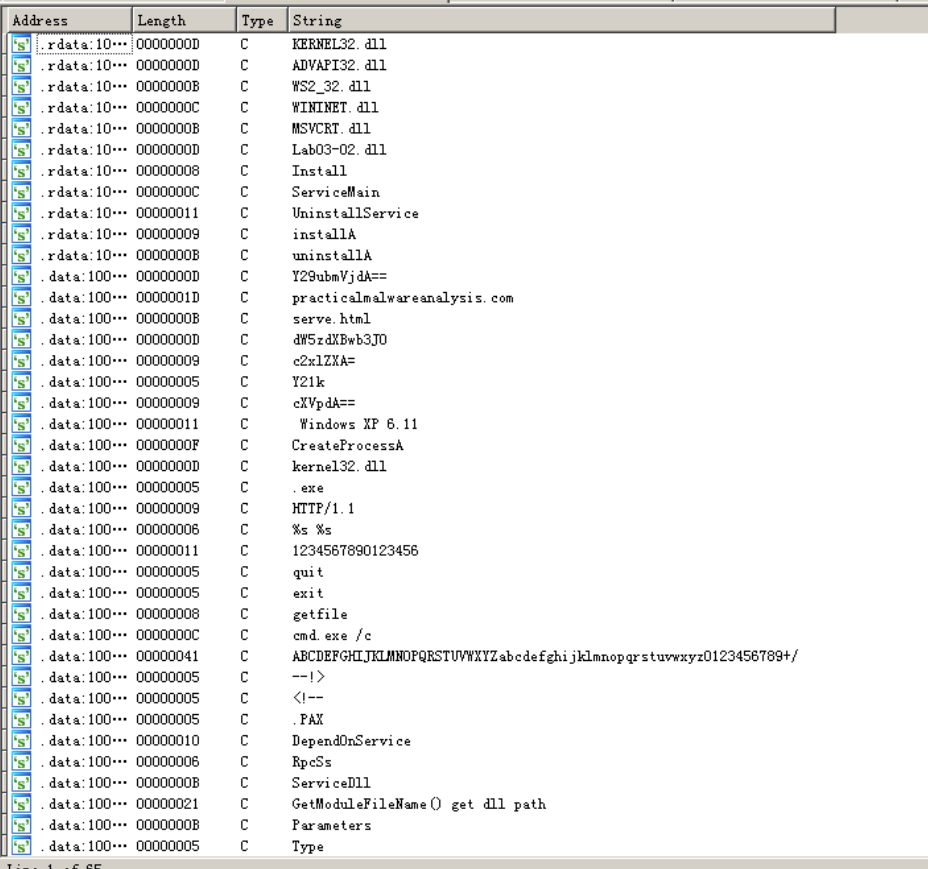 Address Length Type String
's' .rdata:10··· 0000000D C KERNEL32.dll
's' .rdata:10··· 0000000D C ADVAPI32.dll
's' .rdata:10··· 0000000B C WS2_32.dll
's' .rdata:10··· 0000000C C WININET.dll
's' .rdata:10··· 0000000B C MSVCRT.dll
's' .rdata:10··· 0000000D C Lab03-02.dll
's' .rdata:10··· 00000008 C Install
's' .rdata:10··· 0000000C C ServiceMain
's' .rdata:10··· 00000011 C UninstallService
's' .rdata:10··· 00000009 C installA
's' .rdata:10··· 0000000B C uninstallA
's' .data:100··· 0000000D C Y29ubmVjdA==
's' .data:100··· 0000001D C practicalmalwareanalysis.com
's' .data:100··· 0000000B C serve.html
's' .data:100··· 0000000D C dW5zdXBwb3J0
's' .data:100··· 00000009 C c2xlZXA=
's' .data:100··· 00000005 C Y21k
's' .data:100··· 00000009 C cXVpdA==
's' .data:100··· 00000011 C Windows XP 6.11
's' .data:100··· 0000000F C CreateProcessA
's' .data:100··· 0000000D C kernel32.dll
's' .data:100··· 00000005 C .exe
's' .data:100··· 00000009 C HTTP/1.1
's' .data:100··· 00000006 C %s %s
's' .data:100··· 00000011 C 1234567890123456
's' .data:100··· 00000005 C quit
's' .data:100··· 00000005 C exit
's' .data:100··· 00000008 C getfile
's' .data:100··· 0000000C C cmd.exe /c
's' .data:100··· 00000041 C ABCDEFGHIJKLMNOPQRSTUVWXYZabcdefghijklmnopqrstuvwxyz0123456789+/
's' .data:100··· 00000005 C --!>
's' .data:100··· 00000005 C <!--
's' .data:100··· 00000005 C .PAX
's' .data:100··· 00000010 C DependOnService
's' .data:100··· 00000006 C RpcSs
's' .data:100··· 0000000B C ServiceDll
's' .data:100··· 00000021 C GetModuleFileName() get dll path
's' .data:100··· 0000000B C Parameters
's' .data:100··· 00000005 C Type
Line 1 of 65